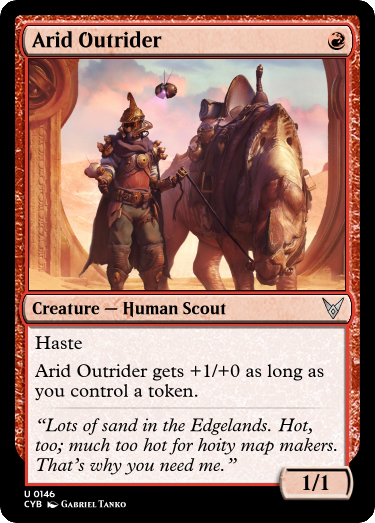 Arid Outrider
Creature — Human Scout
Haste
Arid Outrider gets +1/+0 as long as
you control a token.
“Lots of sand in the Edgelands. Hot,
too; much too hot for hoity map makers.
That’s why you need me.”
1/1
U 0146
CYB Gabriel Tanko